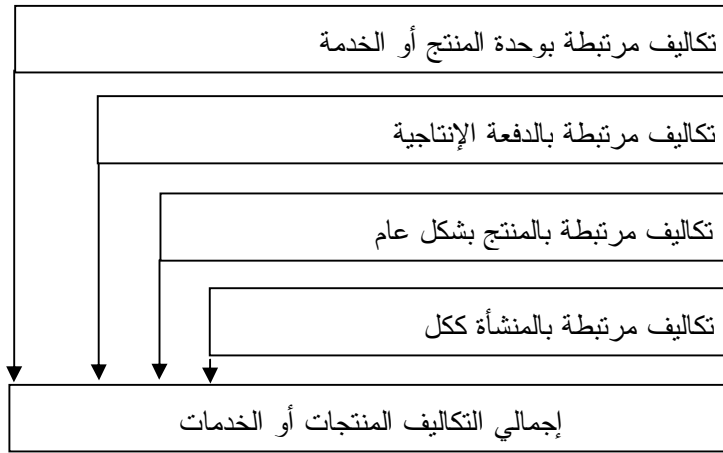 تكاليف مرتبطة بوحدة المنتج أو الخدمة
تكاليف مرتبطة بالدفعة الإنتاجية
تكاليف مرتبطة بالمنتج بشكل عام
تكاليف مرتبطة بالمنشأة ككل
إجمالي التكاليف المنتجات أو الخدمات